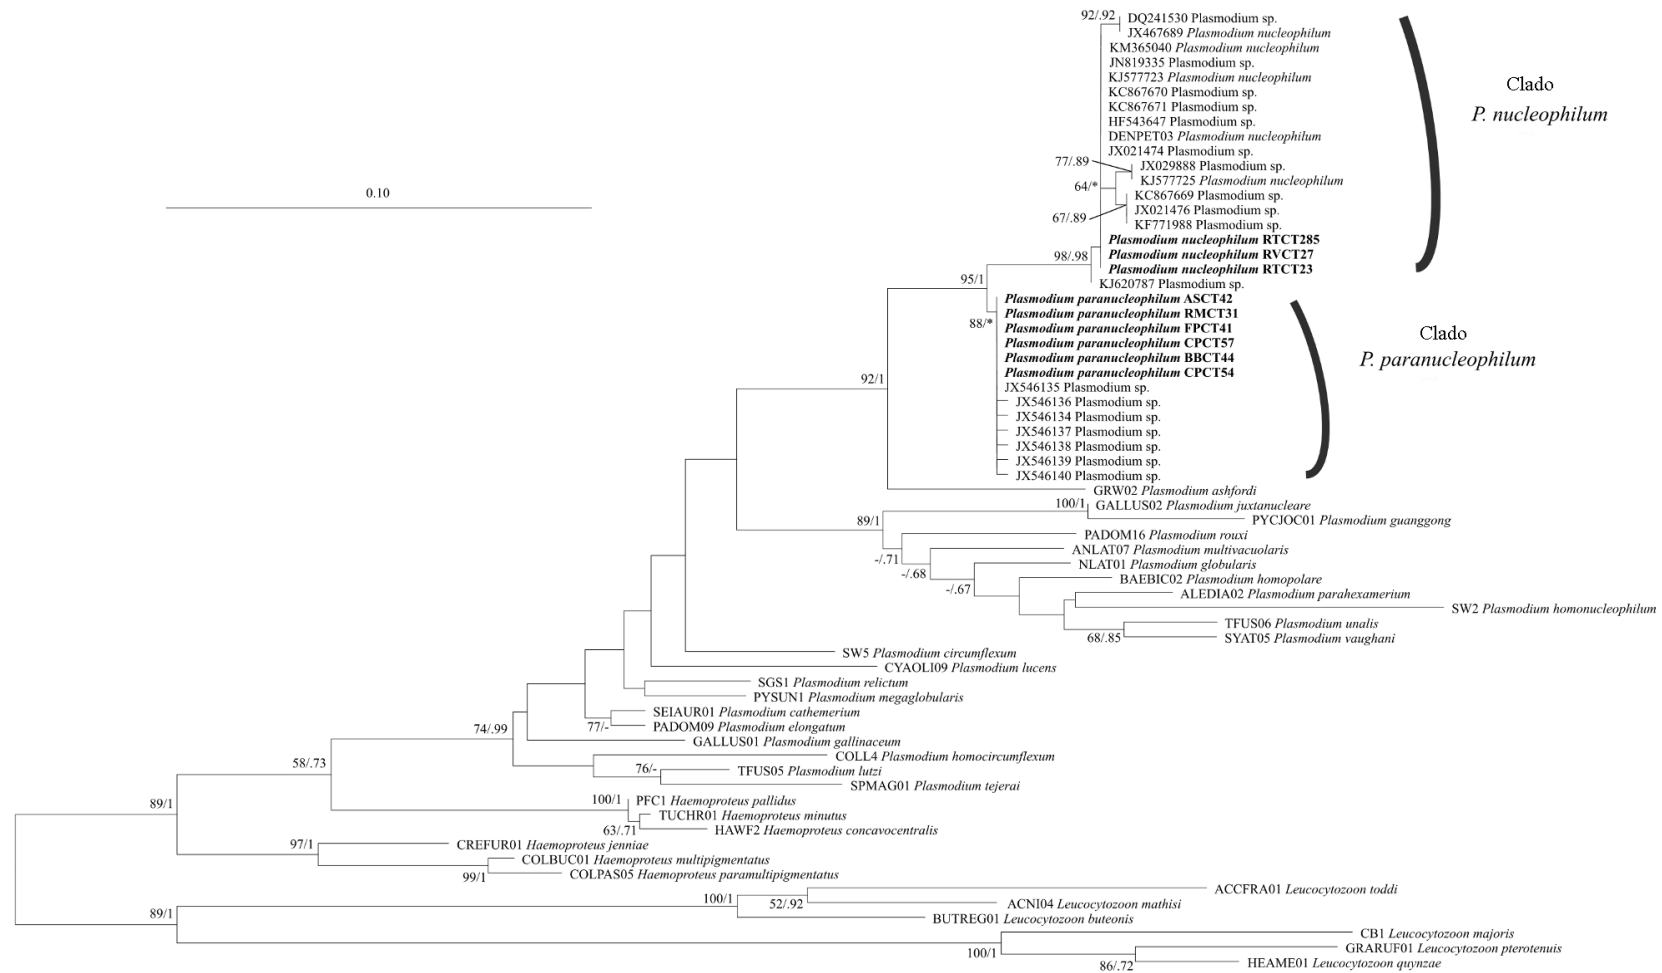 92/.92
DQ241530 Plasmodium sp.
JX467689 Plasmodium nucleophilum
KM365040 Plasmodium nucleophilum
JN819335 Plasmodium sp.
KJ577723 Plasmodium nucleophilum
KC867670 Plasmodium sp.
KC867671 Plasmodium sp.
HF543647 Plasmodium sp.
DENPET03 Plasmodium nucleophilum
JX021474 Plasmodium sp.
77/.89
JX029888 Plasmodium sp.
KJ577725 Plasmodium nucleophilum
64/*
KC867669 Plasmodium sp.
JX021476 Plasmodium sp.
67/.89
KF771988 Plasmodium sp.
Plasmodium nucleophilum RTCT285
Plasmodium nucleophilum RVCT27
98/.98
Plasmodium nucleophilum RTCT23
KJ620787 Plasmodium sp.
Clado
P. nucleophilum
0.10
95/1
Plasmodium paranucleophilum ASCT42
Plasmodium paranucleophilum RMCT31
88/*
Plasmodium paranucleophilum FPCT41
Plasmodium paranucleophilum CPCT57
Plasmodium paranucleophilum BBCT44
Plasmodium paranucleophilum CPCT54
JX546135 Plasmodium sp.
JX546136 Plasmodium sp.
JX546134 Plasmodium sp.
JX546137 Plasmodium sp.
JX546138 Plasmodium sp.
JX546139 Plasmodium sp.
JX546140 Plasmodium sp.
Clado
P. paranucleophilum
92/1
GRW02 Plasmodium ashfordi
100/1
GALLUS02 Plasmodium juxtanucleare
89/1
PYCJOC01 Plasmodium guanggong
PADOM16 Plasmodium rouxi
ANLAT07 Plasmodium multivacuolaris
-/.71
NLAT01 Plasmodium globularis
-/.68
BAEBIC02 Plasmodium homopolare
-/.67
ALEDIA02 Plasmodium parahexamerium
SW2 Plasmodium homonucleophilum
TFUS06 Plasmodium unalis
68/.85
SYAT05 Plasmodium vaughani
SW5 Plasmodium circumflexum
CYAOLI09 Plasmodium lucens
SGS1 Plasmodium relictum
PYSUN1 Plasmodium megaglobularis
SEIAUR01 Plasmodium cathemerium
77/-
PADOM09 Plasmodium elongatum
74/.99
GALLUS01 Plasmodium gallinaceum
COLL4 Plasmodium homocircumflexum
76/-
TFUS05 Plasmodium lutzi
SPMAG01 Plasmodium tejerai
58/.73
100/1
PFC1 Haemoproteus pallidus
89/1
TUCHR01 Haemoproteus minutus
63/.71
HAWF2 Haemoproteus concavocentralis
97/1
CREFUR01 Haemoproteus jenniae
COLBUC01 Haemoproteus multipigmentatus
99/1
COLPAS05 Haemoproteus paramultipigmentatus
ACCFRA01 Leucocytozoon toddi
100/1
52/.92
ACNI04 Leucocytozoon mathisi
89/1
BUTREG01 Leucocytozoon buteonis
CB1 Leucocytozoon majoris
100/1
GRARUF01 Leucocytozoon pterotenuis
86/.72
HEAME01 Leucocytozoon quynzae